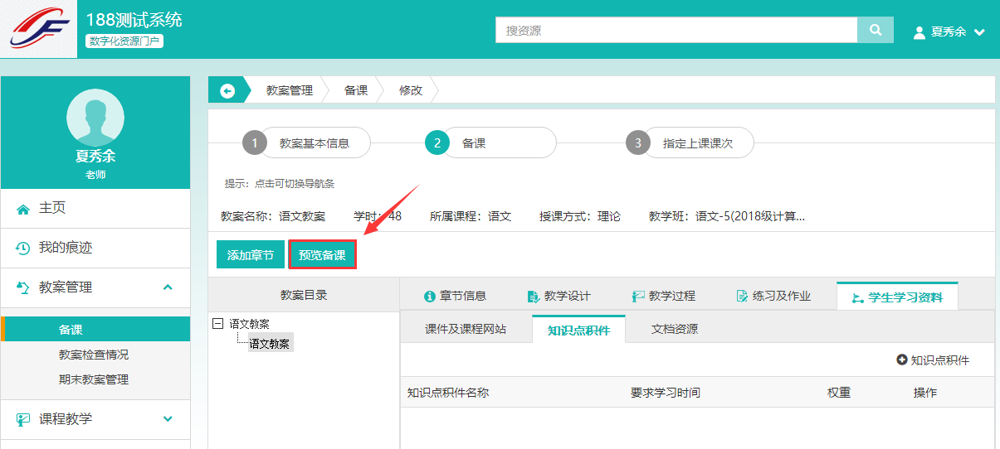 188测试系统
数字化资源门户
搜资源
夏秀余
夏秀余
老师
主页
我的痕迹
教案管理
备课
教案检查情况
期末教案管理
课程教学
教案管理 备课 修改
1 教案基本信息 2 备课 3 指定上课课次
提示：点击可切换导航条
教案名称：语文教案 学时：48 所属课程：语文 授课方式：理论 教学班：语文-5(2018级计算...
添加章节 预览备课
教案目录
语文教案
语文教案
章节信息 教学设计 教学过程 练习及作业 学生学习资料
课件及课程网站 知识点积件 文档资源
知识点积件
知识点积件名称 要求学习时间 权重 操作